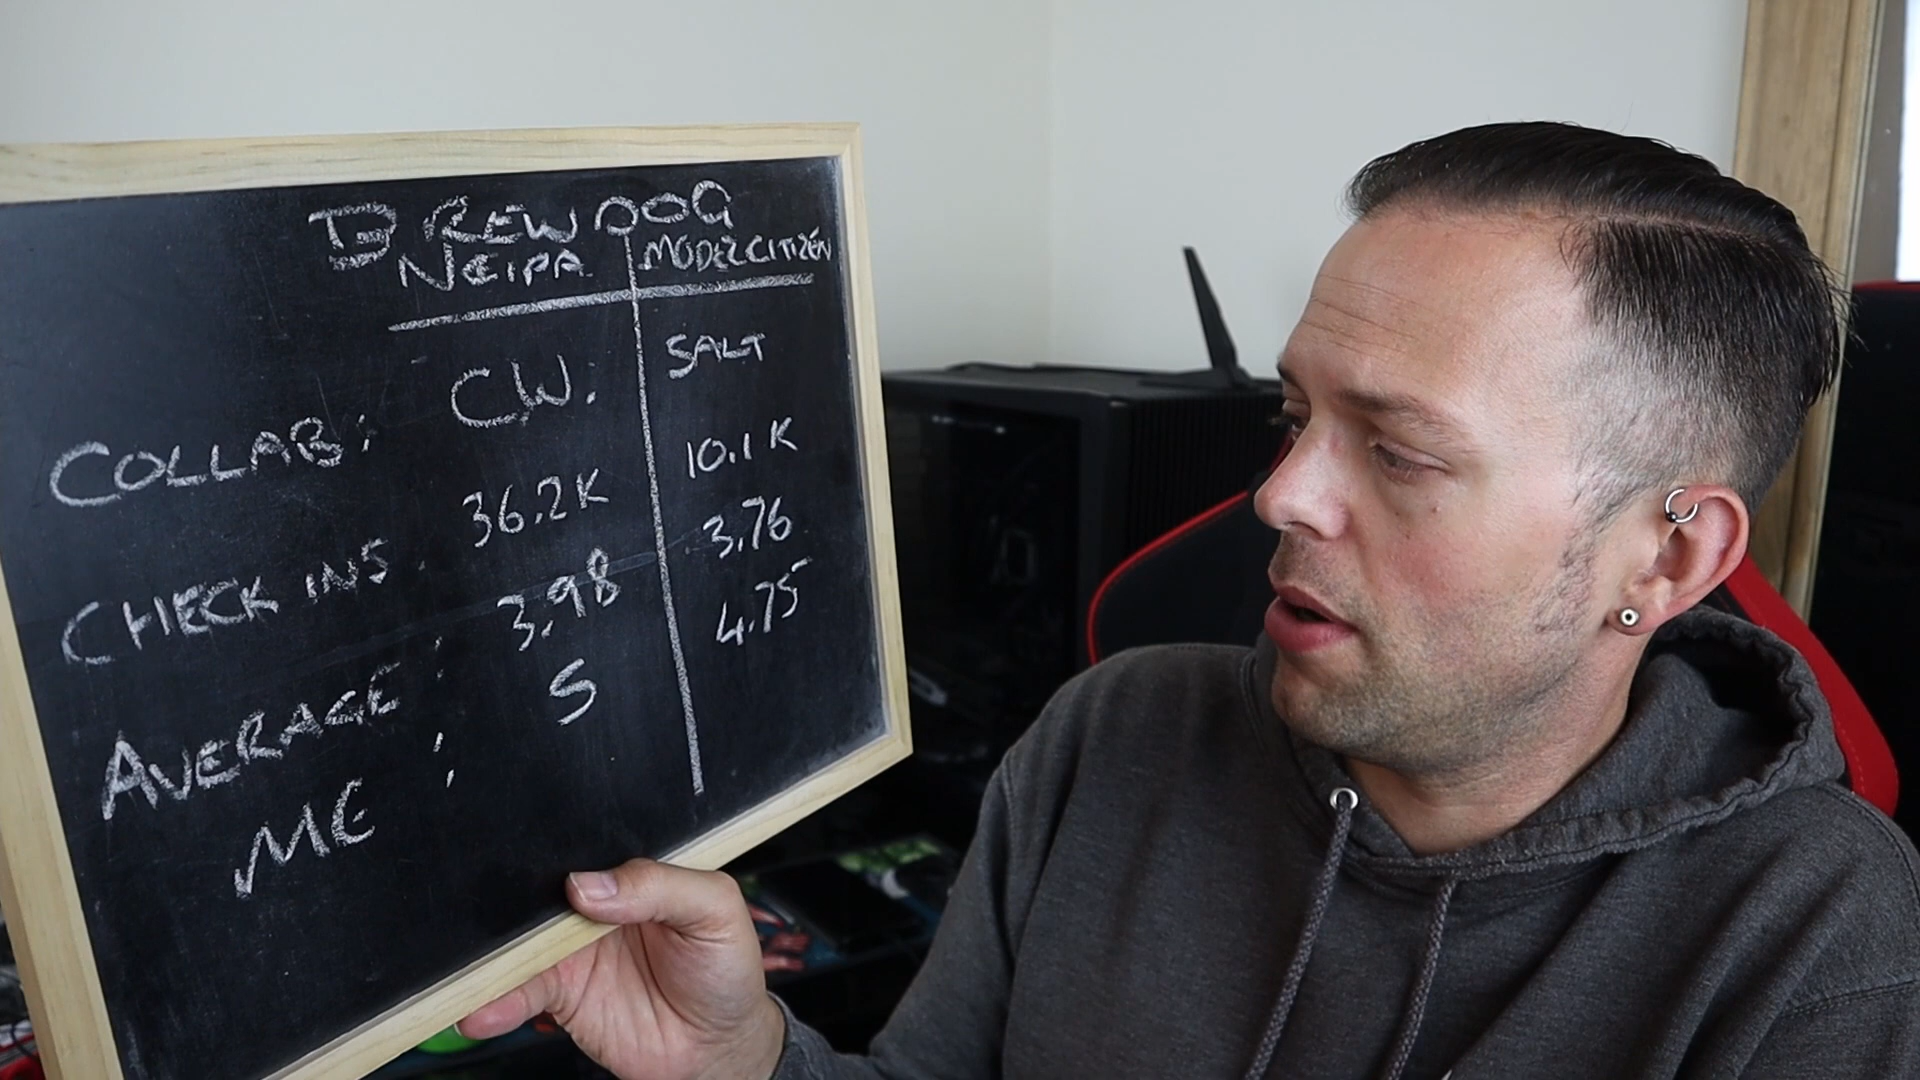 BREWDOG
NEIPA MODEL CITIZEN
COLLAB: CW. SALT
CHECK INS. 36.2K 10.1K
AVERAGE: 3.98 3.76
ME: 5 4.75